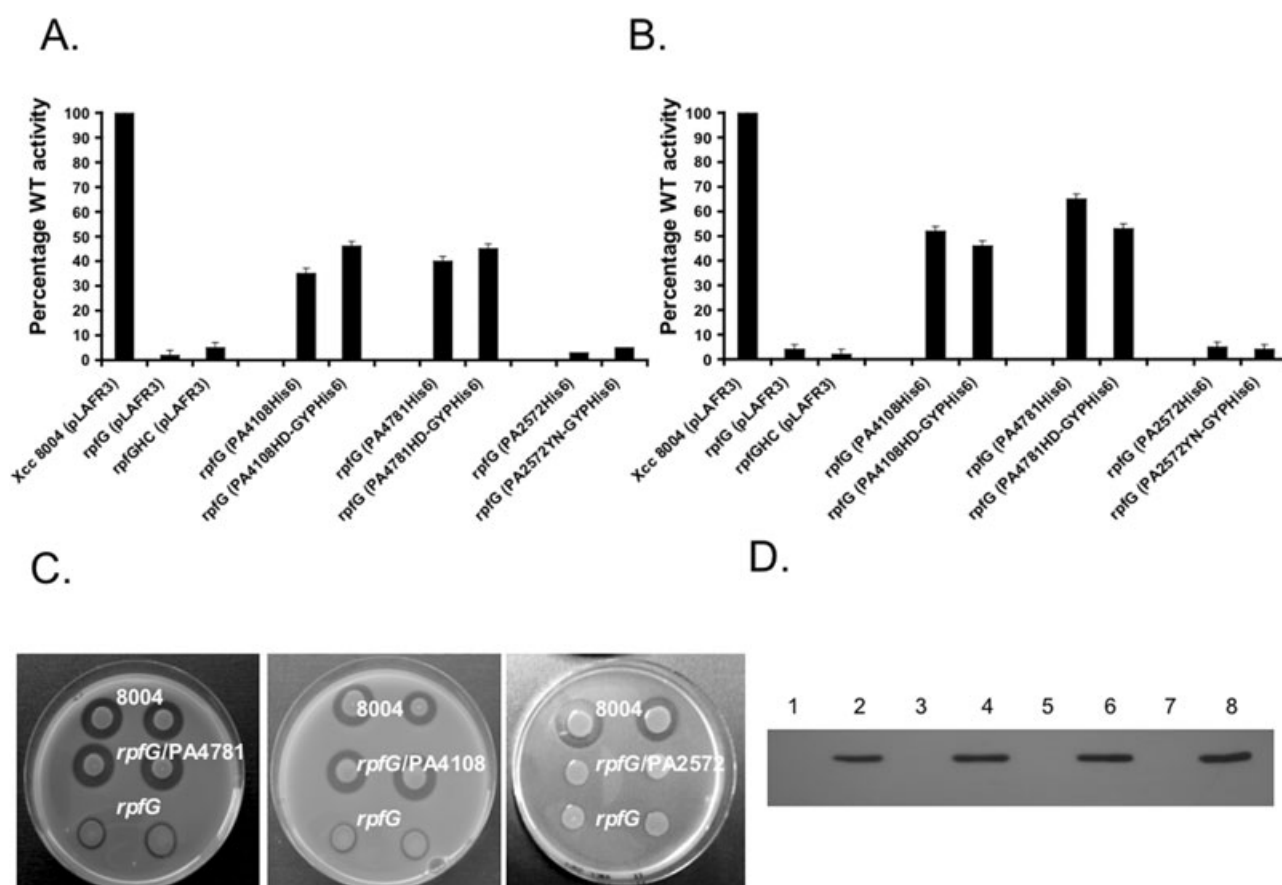 A.
Percentage WT activity
100
90
80
70
60
50
40
30
20
10
0
Xcc 8004 (pLAFR3)
rpfG (pLAFR3)
rpfGHC (pLAFR3)
rpfG (PA4108His6)
rpfG (PA4108HD-GYPHis6)
rpfG (PA4781His6)
rpfG (PA4781HD-GYPHis6)
rpfG (PA2572His6)
rpfG (PA2572YN-GYPHis6)
B.
Percentage WT activity
100
90
80
70
60
50
40
30
20
10
0
Xcc 8004 (pLAFR3)
rpfG (pLAFR3)
rpfGHC (pLAFR3)
rpfG (PA4108His6)
rpfG (PA4108HD-GYPHis6)
rpfG (PA4781His6)
rpfG (PA4781HD-GYPHis6)
rpfG (PA2572His6)
rpfG (PA2572YN-GYPHis6)
C.
8004
rpfG/PA4781
rpfG
8004
rpfG/PA4108
rpfG
8004
rpfG/PA2572
rpfG
D.
1 2 3 4 5 6 7 8